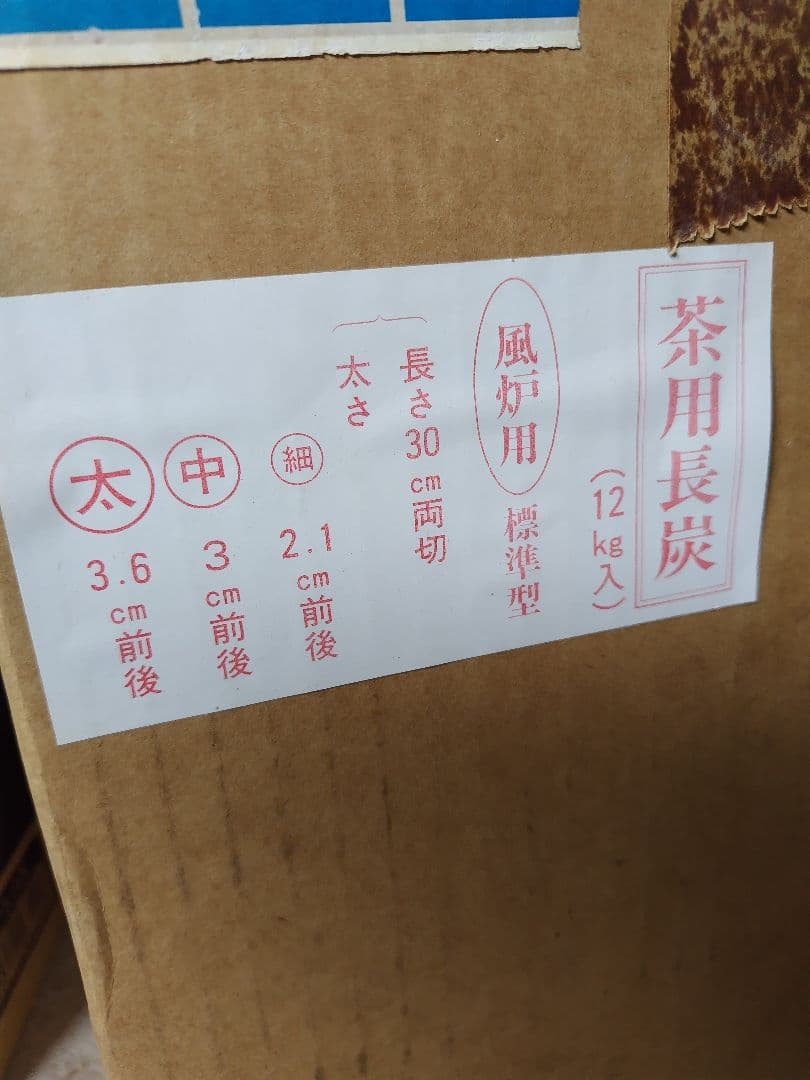 茶用長炭
(12kg入)
風炉用 標準型
長さ30cm両切
太さ
細 2.1cm前後
中 3cm前後
太 3.6cm前後